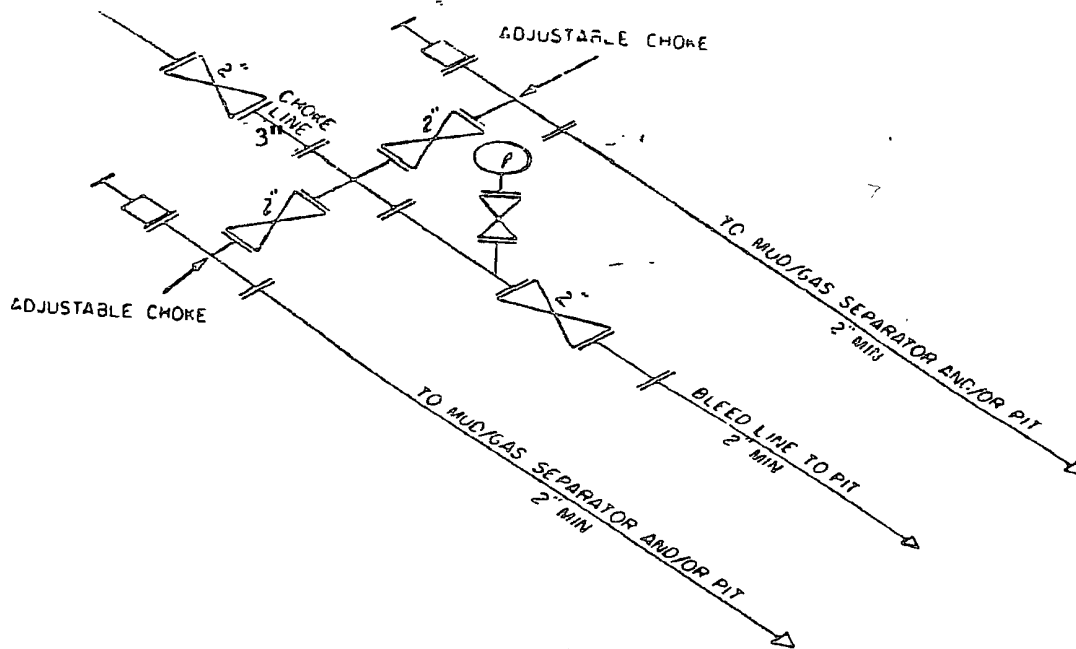 ADJUSTABLE CHOKE
2"
CHOKE
LINE
3"
2"
P
2"
ADJUSTABLE CHOKE
2"
TO MUD/GAS SEPARATOR AND/OR PIT
2" MIN
BLEED LINE TO PIT
2" MIN
TO MUD/GAS SEPARATOR AND/OR PIT
2" MIN